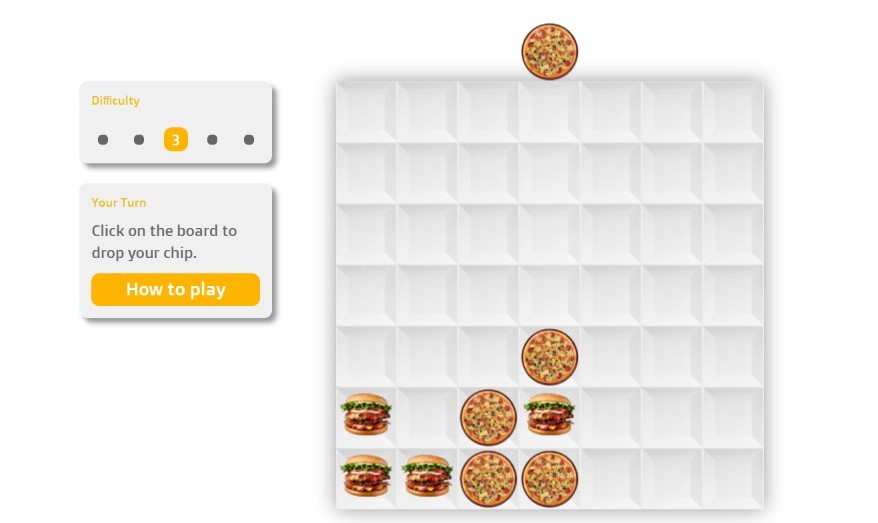 Difficulty
3
Your Turn
Click on the board to
drop your chip.
How to play